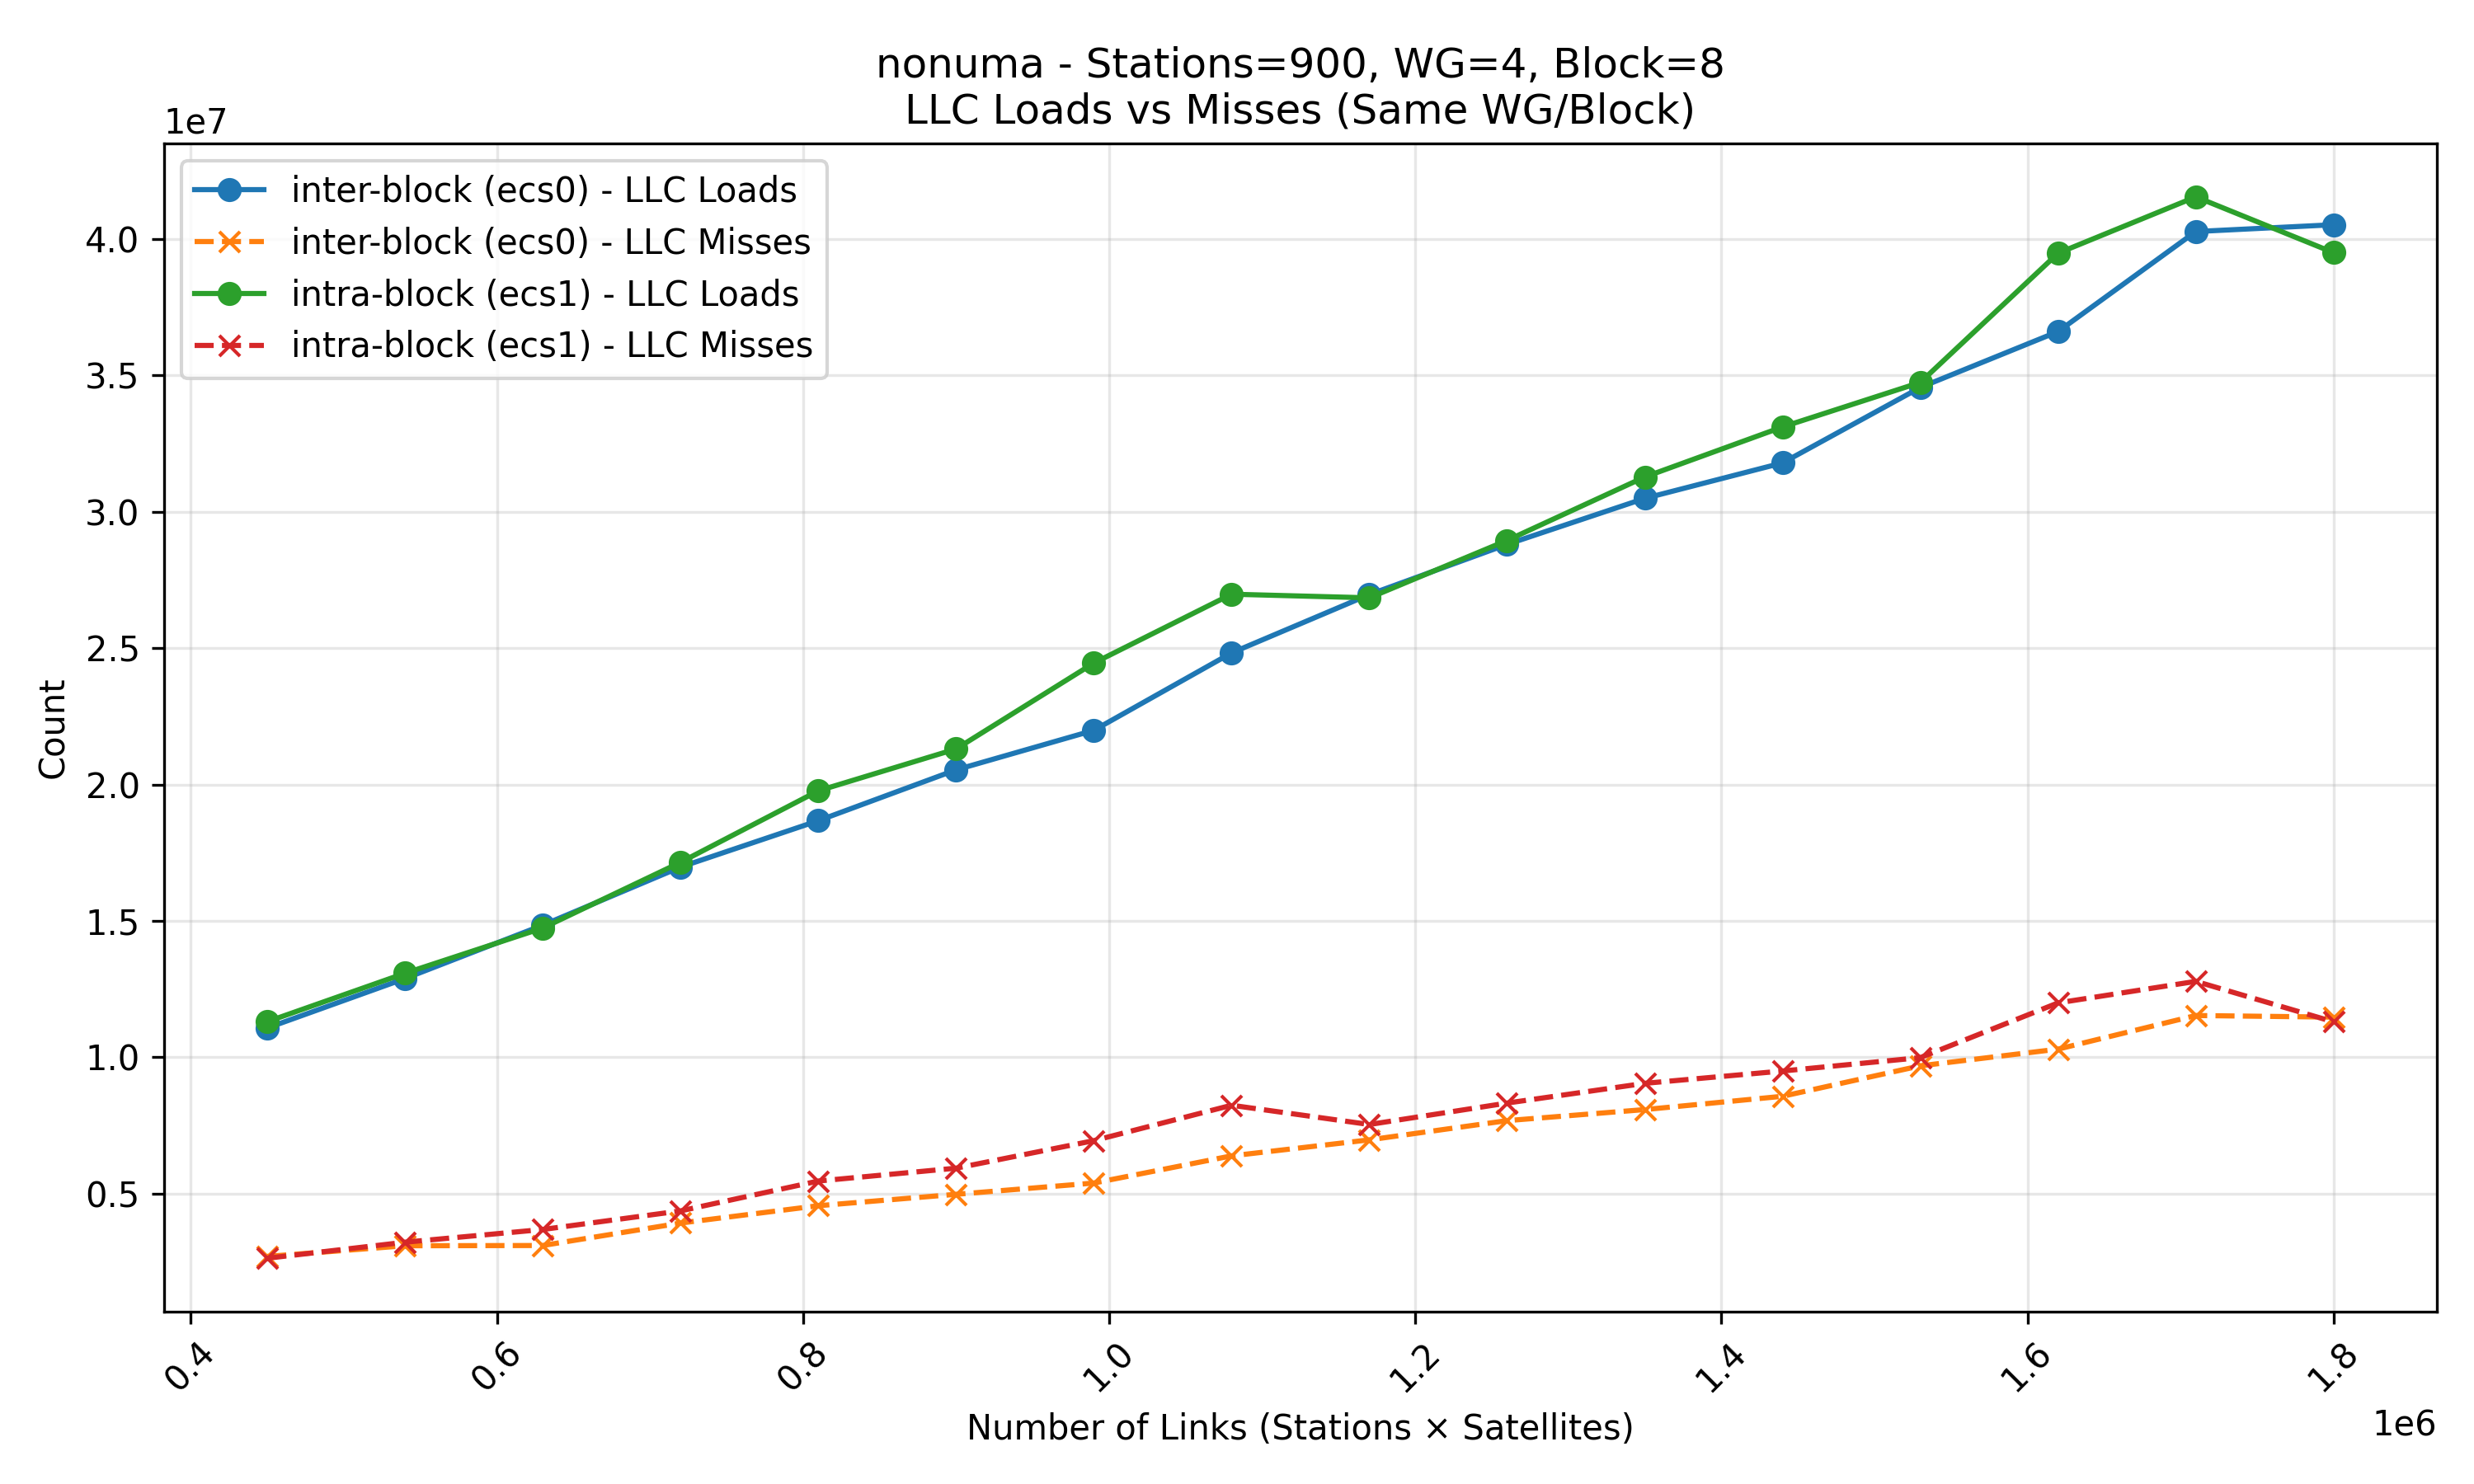 nonuma - Stations=900, WG=4, Block=8
LLC Loads vs Misses (Same WG/Block)
1e7
inter-block (ecs0) - LLC Loads
inter-block (ecs0) - LLC Misses
intra-block (ecs1) - LLC Loads
intra-block (ecs1) - LLC Misses
4.0
3.5
3.0
2.5
2.0
1.5
1.0
0.5
Count
0.4 0.6 0.8 1.0 1.2 1.4 1.6 1.8
Number of Links (Stations × Satellites)
1e6